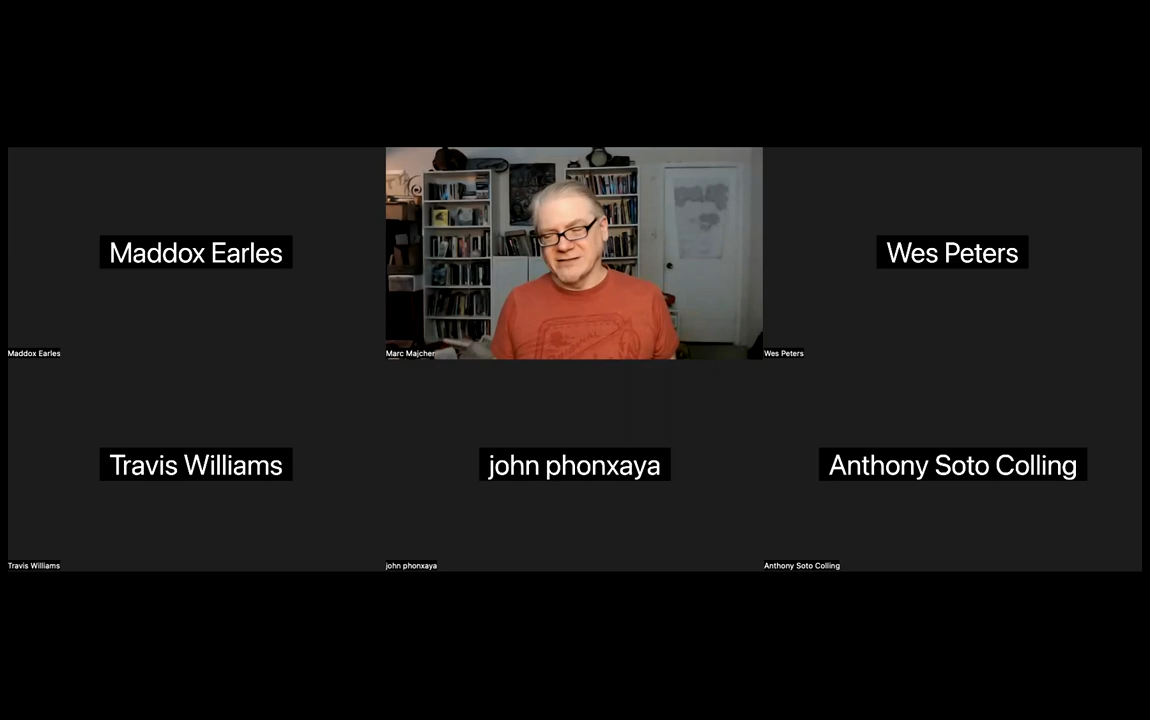 Maddox Earles
Wes Peters
Maddox Earles
Marc Majcher
Wes Peters
Travis Williams
john phonxaya
Anthony Soto Colling
Travis Williams
john phonxaya
Anthony Soto Colling